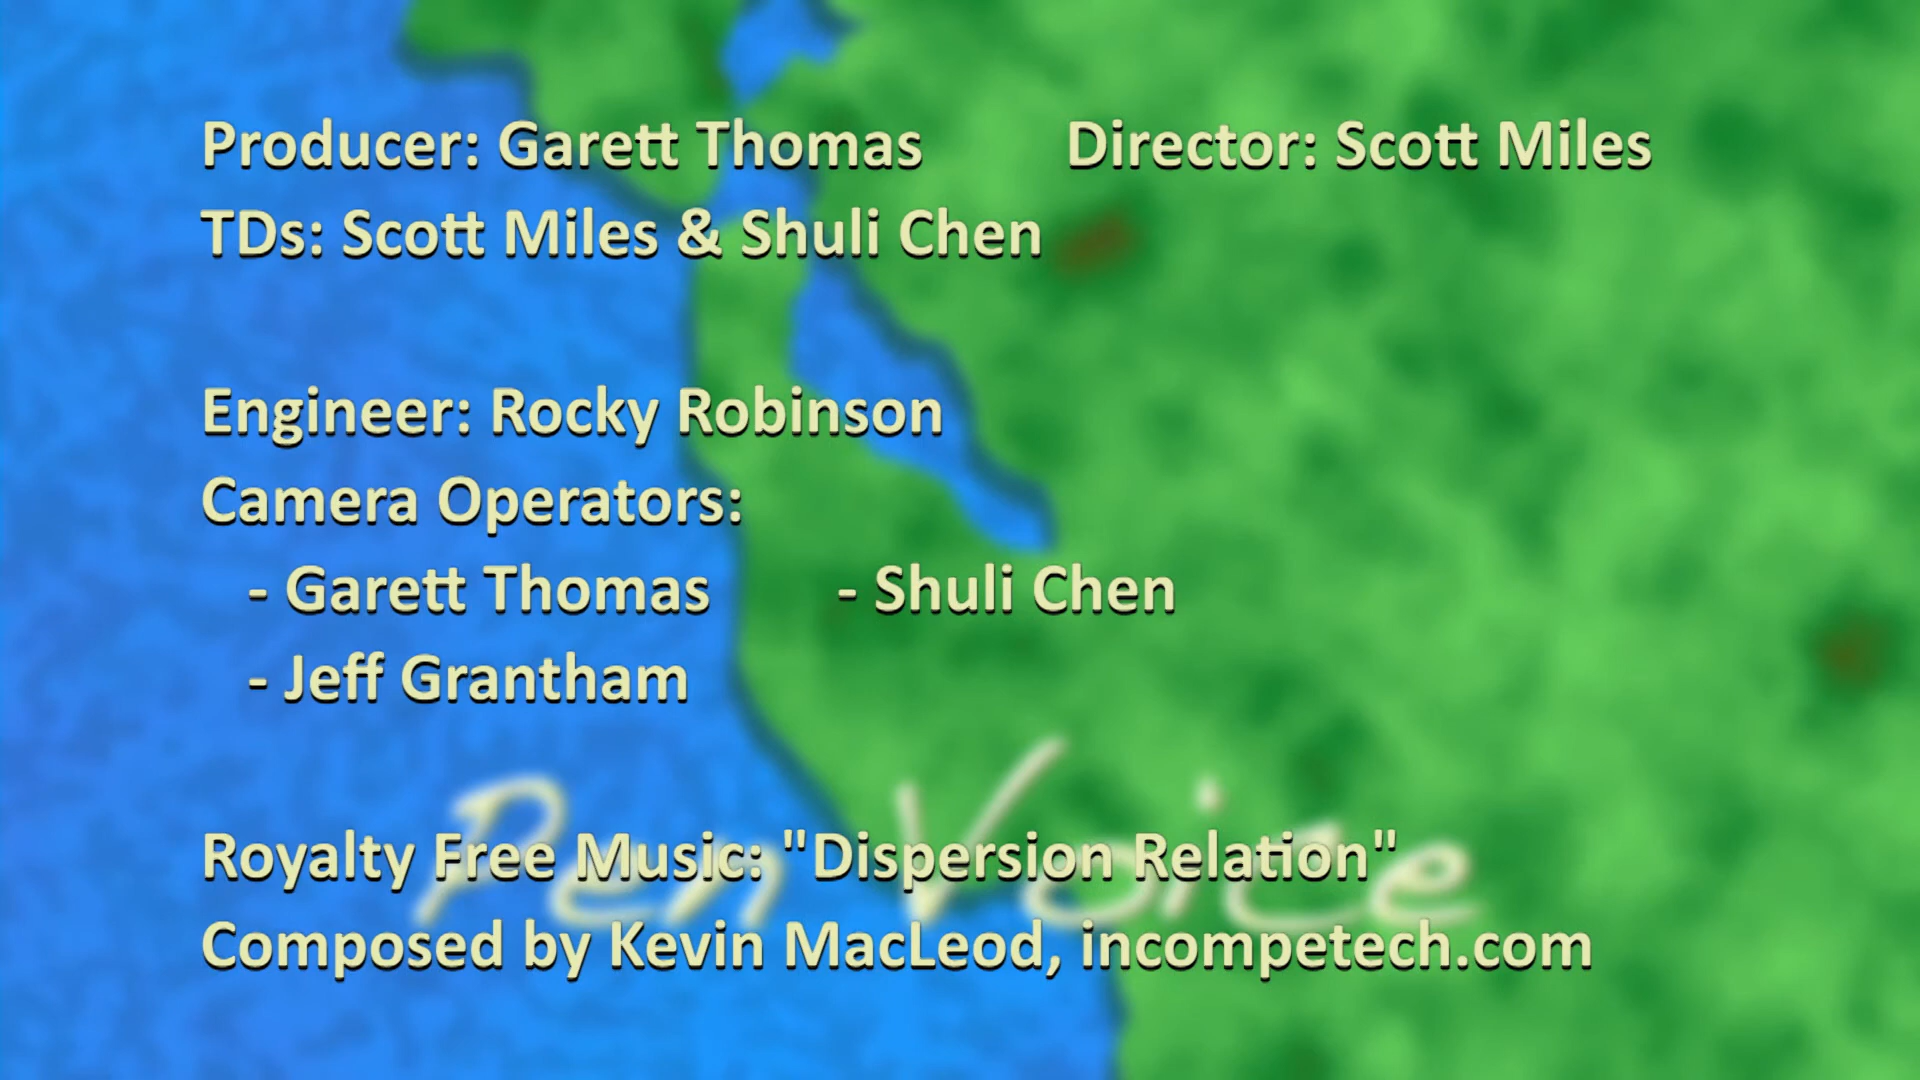 Producer: Garett Thomas Director: Scott Miles
TDs: Scott Miles & Shuli Chen
Engineer: Rocky Robinson
Camera Operators:
- Garett Thomas - Shuli Chen
- Jeff Grantham
Pen Voice
Royalty Free Music: "Dispersion Relation"
Composed by Kevin MacLeod, incompetech.com